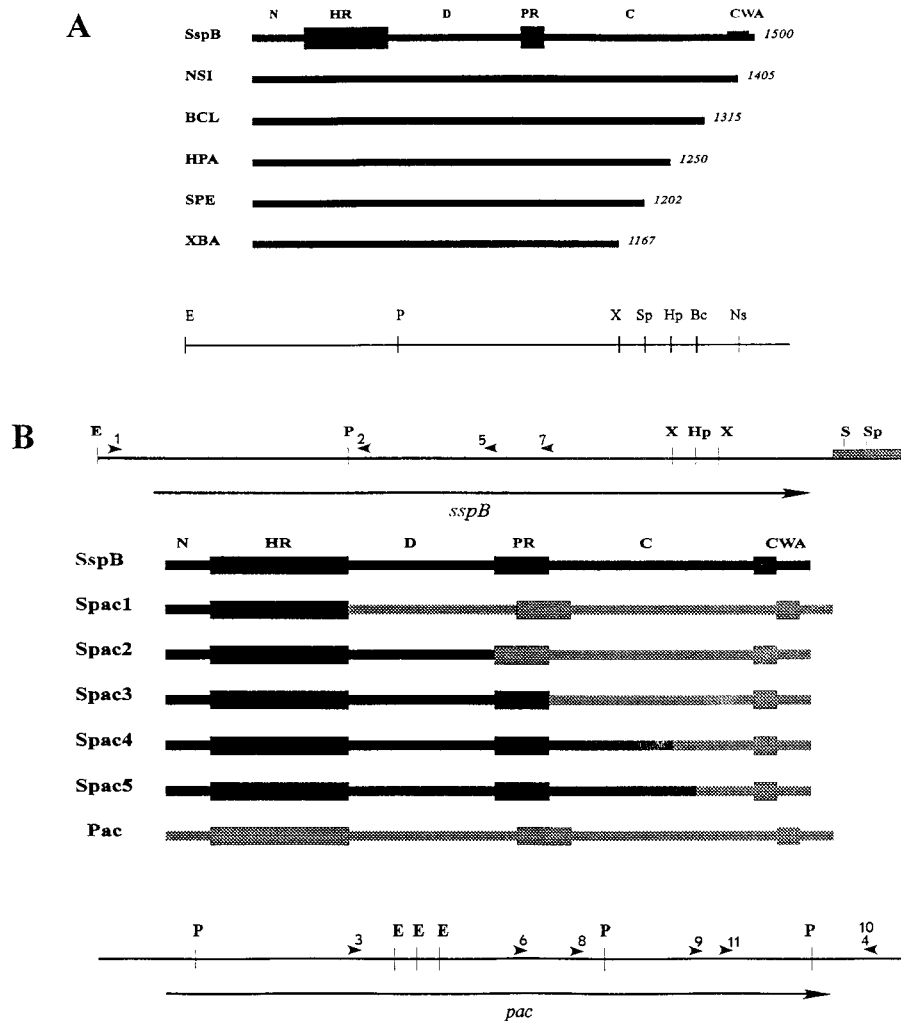 A
N HR D PR C CWA
SspB 1500
NSI 1405
BCL 1315
HPA 1250
SPE 1202
XBA 1167
E P X Sp Hp Bc Ns
B
E 1 P 2 5 7 X Hp X S Sp
sspB
N HR D PR C CWA
SspB
Spac1
Spac2
Spac3
Spac4
Spac5
Pac
P 3 E E E 6 8 P 9 11 P 10
4
pac